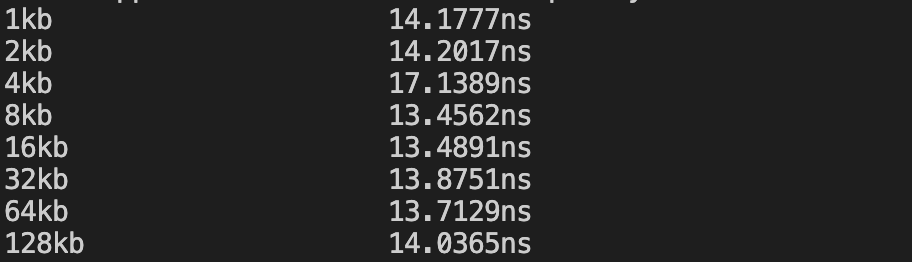 1kb 14.1777ns
2kb 14.2017ns
4kb 17.1389ns
8kb 13.4562ns
16kb 13.4891ns
32kb 13.8751ns
64kb 13.7129ns
128kb 14.0365ns